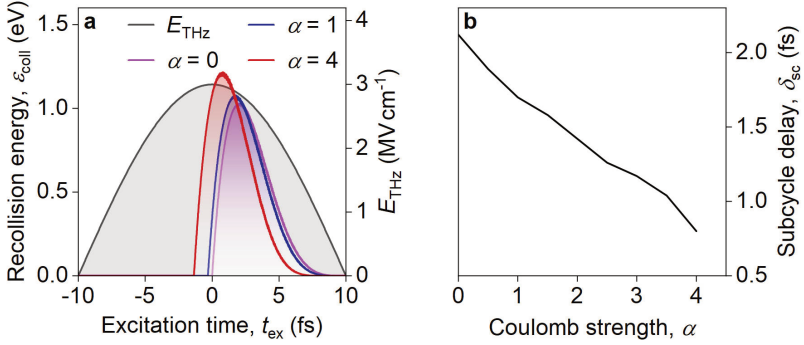 a
E_THz
α = 1
α = 0
α = 4
Recollision energy, ε_coll (eV)
1.5
1.0
0.5
0.0
4
3
2
1
0
E_THz (MV cm⁻¹)
-10 -5 0 5 10
Excitation time, t_ex (fs)
b
2.0
1.5
1.0
0.5
Subcycle delay, δ_sc (fs)
0 1 2 3 4
Coulomb strength, α